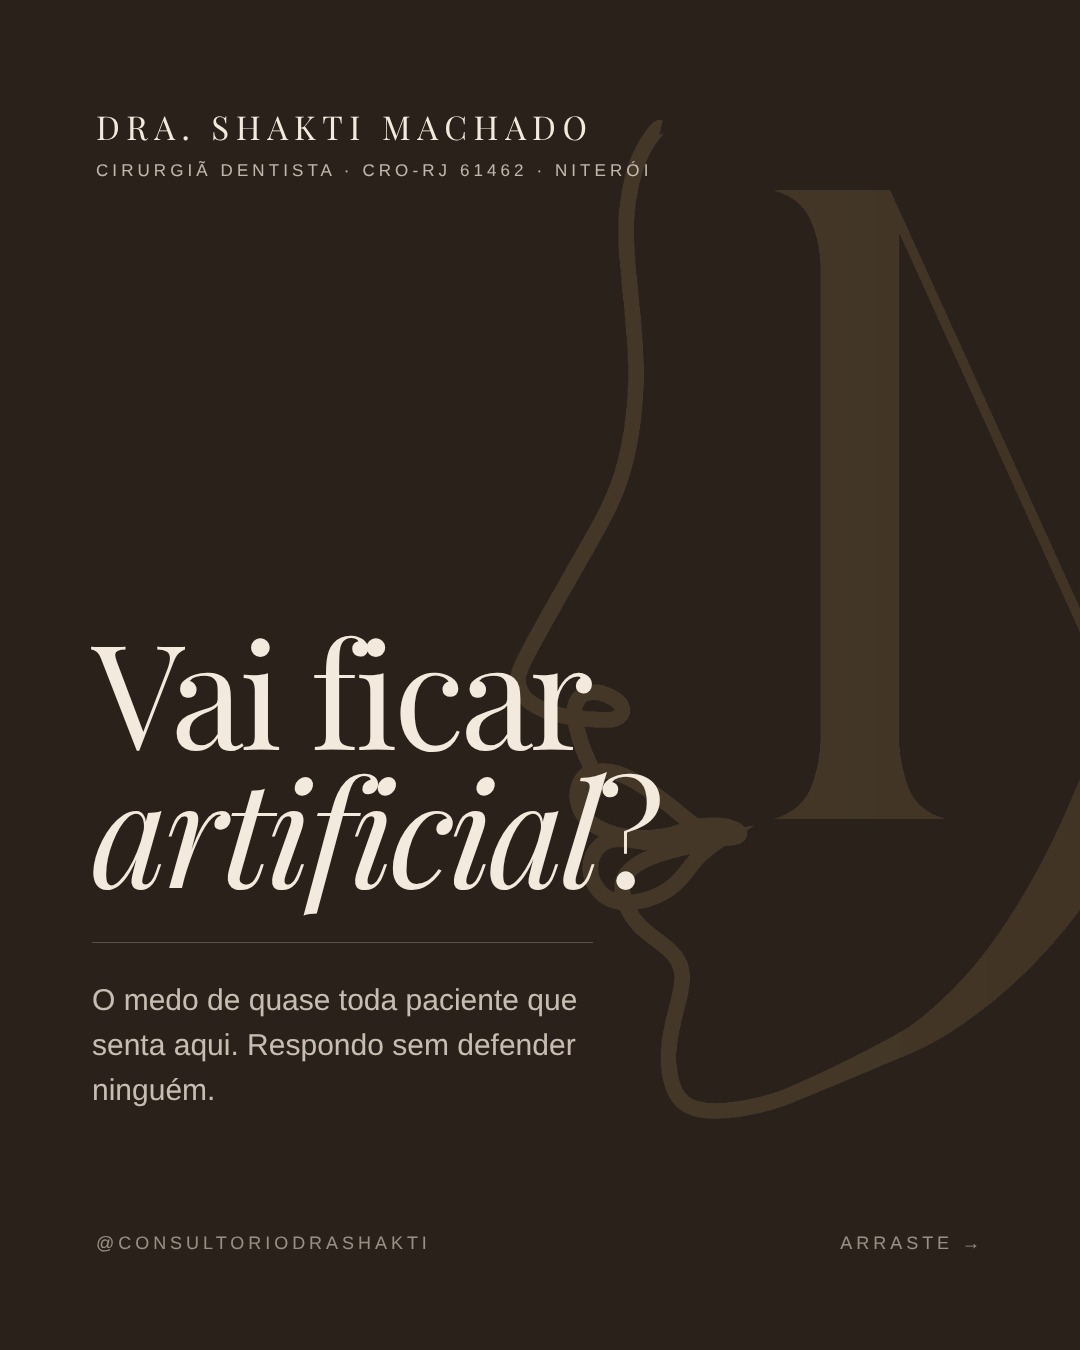 DRA. SHAKTI MACHADO
CIRURGIÃ DENTISTA · CRO-RJ 61462 · NITERÓI
Vai ficar
artificial?
O medo de quase toda paciente que
senta aqui. Respondo sem defender
ninguém.
@CONSULTORIODRASHAKTI
ARRASTE →